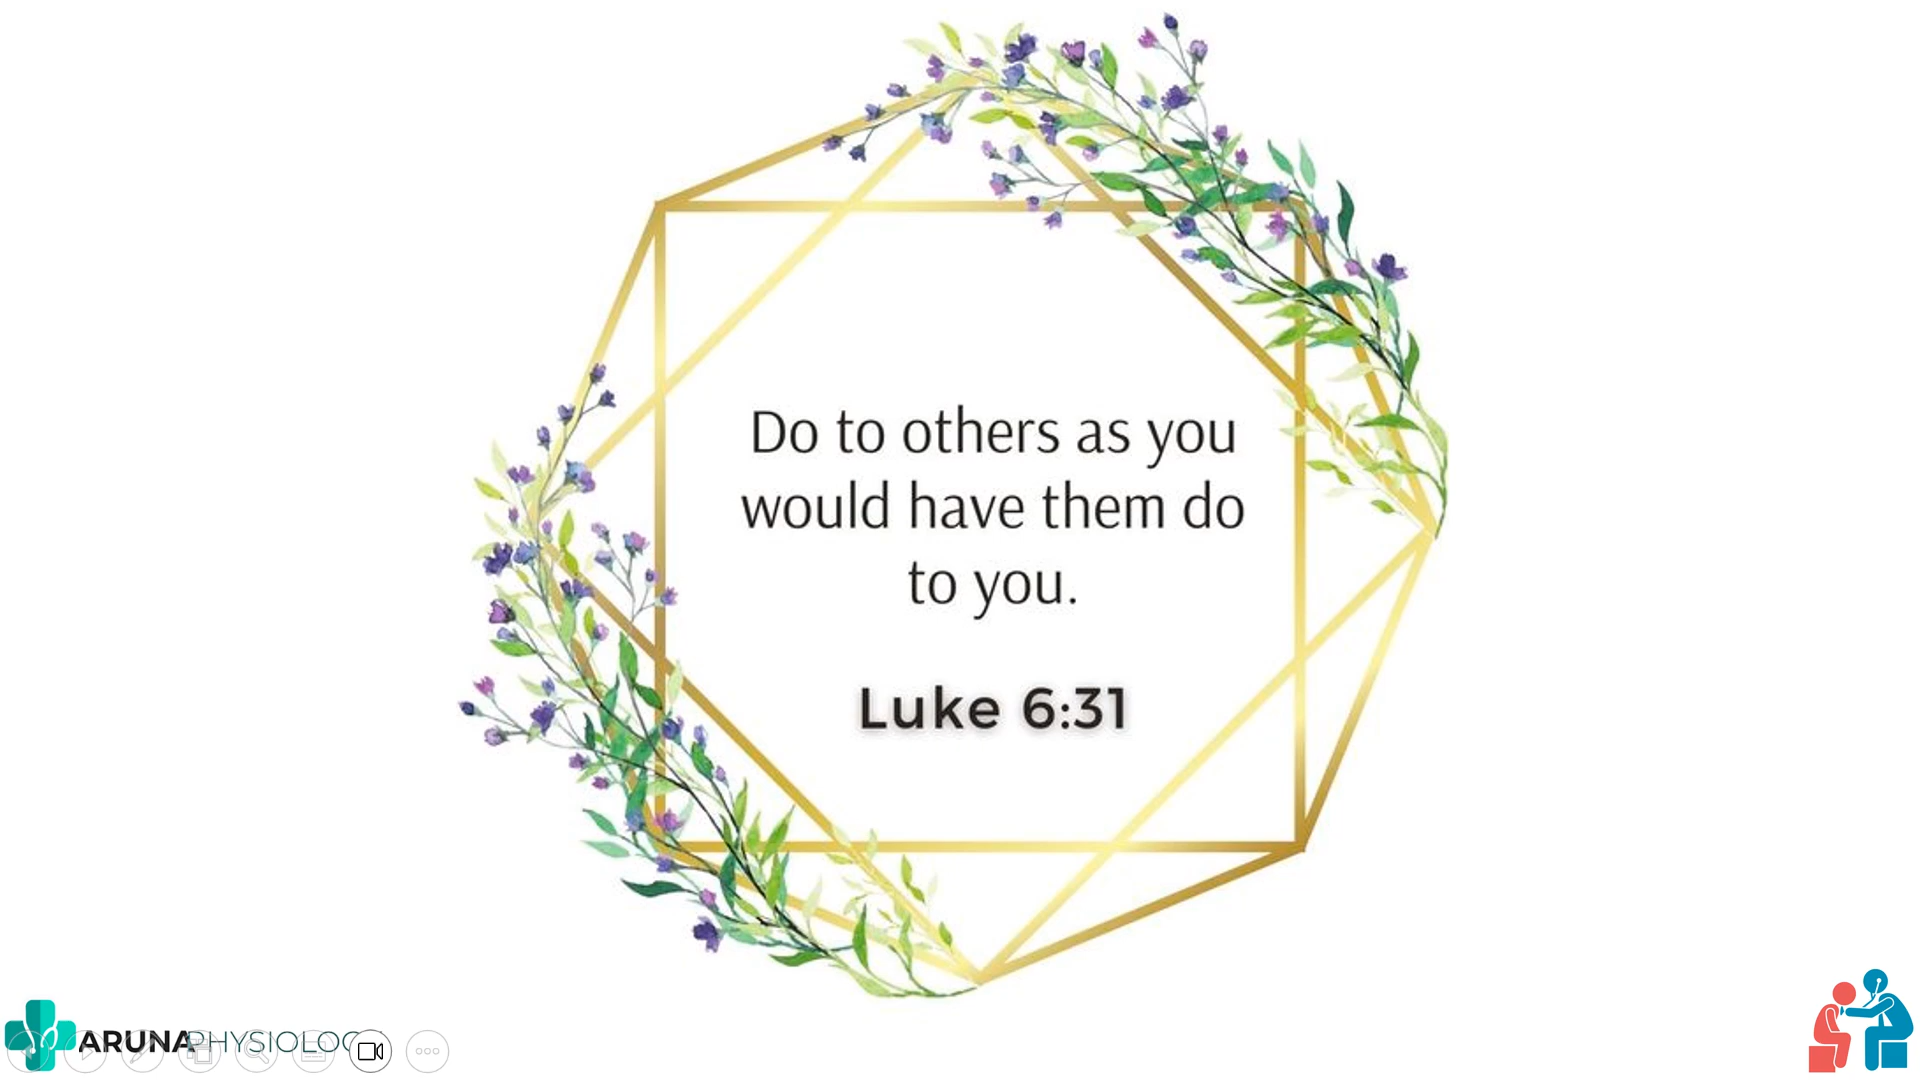 Do to others as you
would have them do
to you.
Luke 6:31
ARUNA